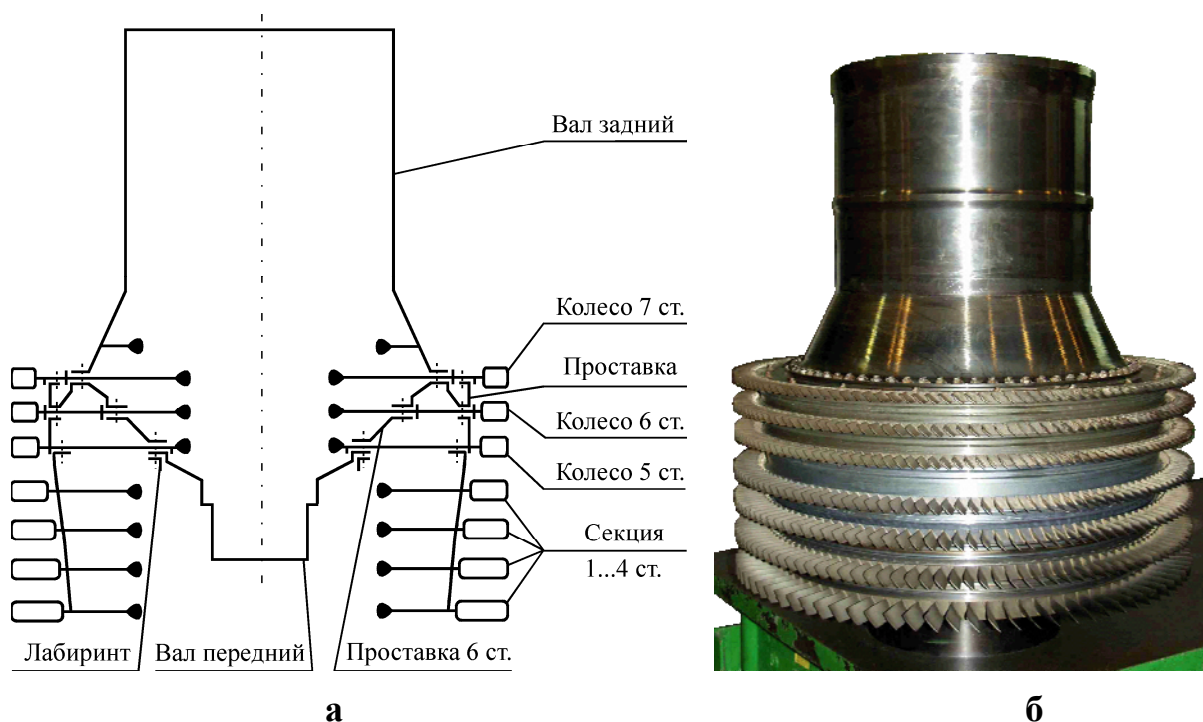 Вал задний
Колесо 7 ст.
Проставка
Колесо 6 ст.
Колесо 5 ст.
Секция
1...4 ст.
Лабиринт
Вал передний
Проставка 6 ст.
а
б